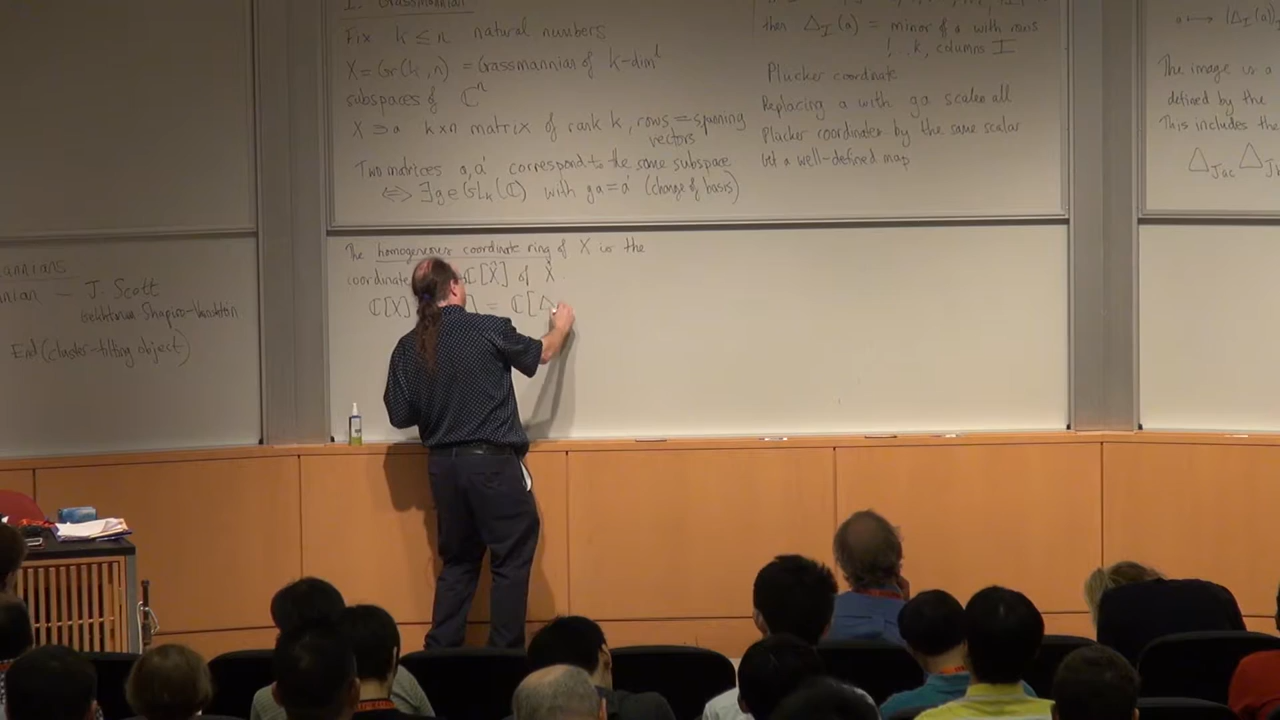 annians
nian — J. Scott
Gekhtman Shapiro-Vainshtein
End(cluster-tilting object)
I. Grassmannian
Fix k ≤ n natural numbers
X = Gr(k,n) = Grassmannian of k-dimˡ
subspaces of ℂⁿ
X ∋ a k×n matrix of rank k, rows = spanning
vectors
Two matrices a, a' correspond to the same subspace
⟺ ∃g∈GLₖ(ℂ) with ga = a' (change of basis)
then Δ_I(a) = minor of a with rows
1...k, columns I
Plücker coordinate
Replacing a with ga scales all
Plücker coordinates by the same scalar
Get a well-defined map
The homogeneous coordinate ring of X is the
coordinate ℂ[X̂] of X̂.
ℂ[X] = ℂ[Δ
a ↦ (Δ_I(a))
The image is a
defined by the
This includes the
Δ_Jac Δ_Jb